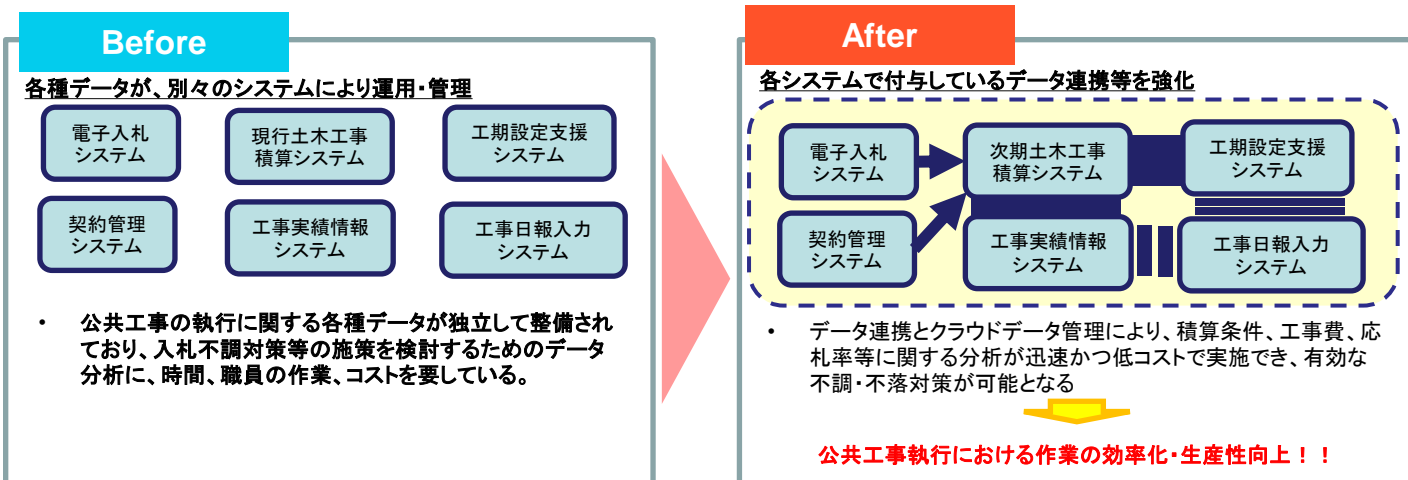 Before
各種データが、別々のシステムにより運用・管理
電子入札
システム
現行土木工事
積算システム
工期設定支援
システム
契約管理
システム
工事実績情報
システム
工事日報入力
システム
・ 公共工事の執行に関する各種データが独立して整備され
ており、入札不調対策等の施策を検討するためのデータ
分析に、時間、職員の作業、コストを要している。
After
各システムで付与しているデータ連携等を強化
電子入札
システム
次期土木工事
積算システム
工期設定支援
システム
契約管理
システム
工事実績情報
システム
工事日報入力
システム
・ データ連携とクラウドデータ管理により、積算条件、工事費、応
札率等に関する分析が迅速かつ低コストで実施でき、有効な
不調・不落対策が可能となる
公共工事執行における作業の効率化・生産性向上！！